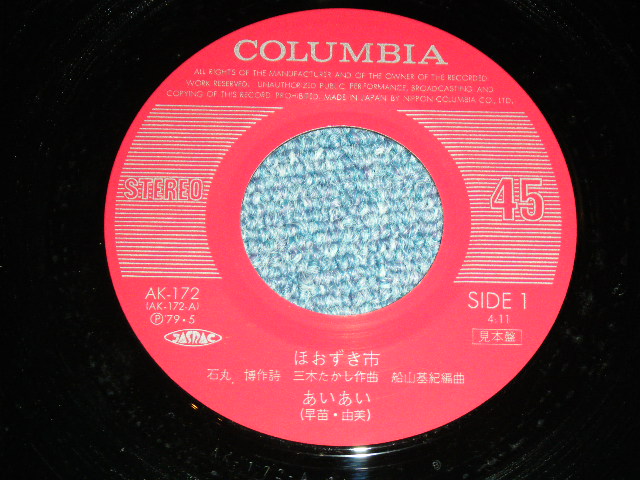 COLUMBIA
ALL RIGHTS OF THE MANUFACTURER AND OF THE OWNER OF THE RECORDED
WORK RESERVED. UNAUTHORIZED PUBLIC PERFORMANCE, BROADCASTING AND
COPYING OF THIS RECORD PROHIBITED. MADE IN JAPAN BY NIPPON COLUMBIA CO., LTD.
STEREO
45
AK-172
(AK-172-A)
Ⓟ79・5
JASRAC
SIDE 1
4.11
見本盤
ほおずき市
石丸 博作詩 三木たかし作曲 船山基紀編曲
あいあい
(早苗・由美)